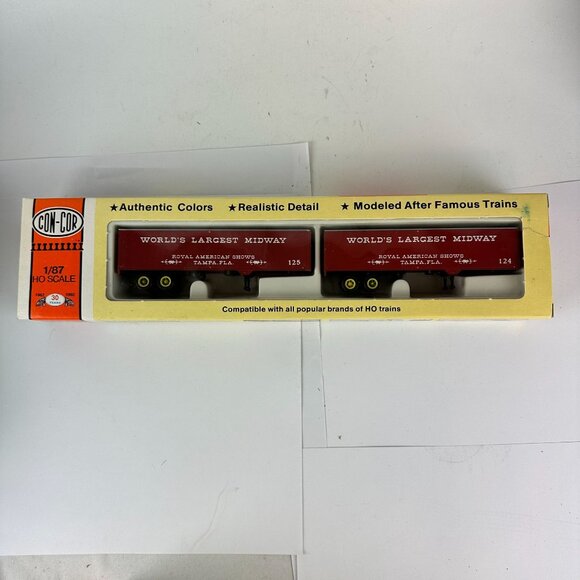 CON-COR
1/87
HO SCALE
30
YEARS
★Authentic Colors ★Realistic Detail ★Modeled After Famous Trains
WORLD'S LARGEST MIDWAY
ROYAL AMERICAN SHOWS
TAMPA, FLA.
125
WORLD'S LARGEST MIDWAY
ROYAL AMERICAN SHOWS
TAMPA, FLA.
124
Compatible with all popular brands of HO trains